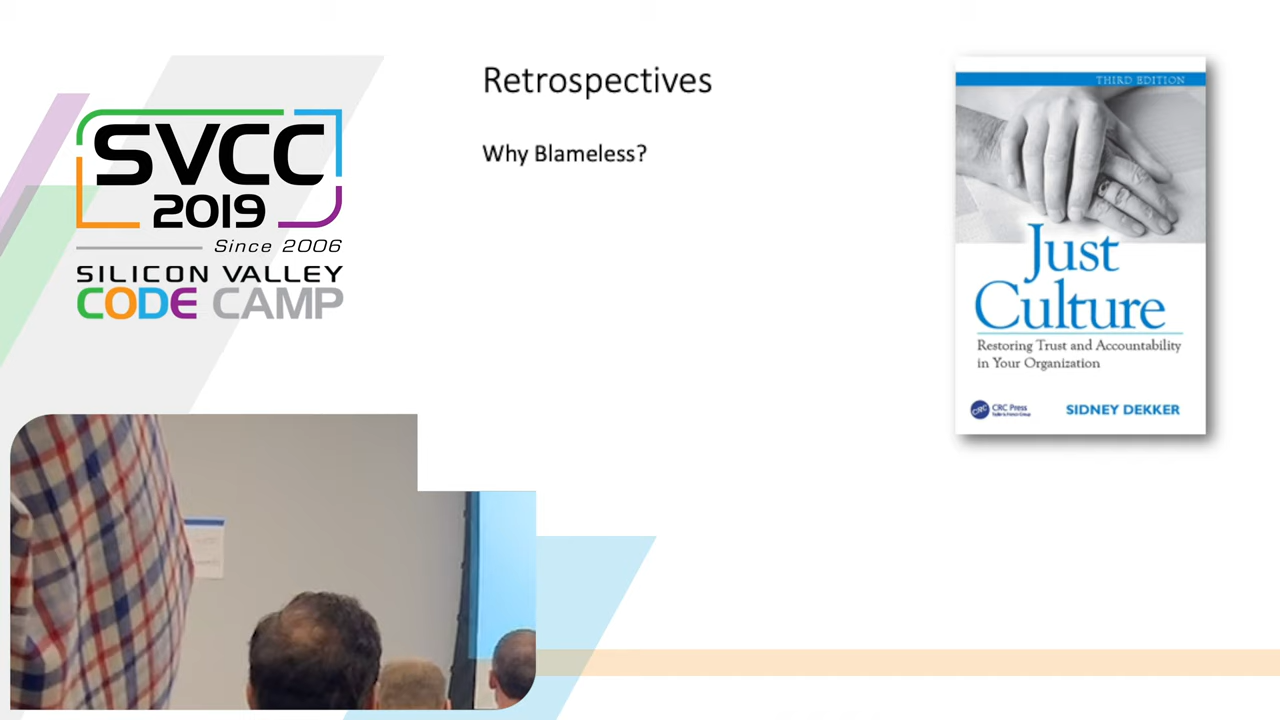 SVCC
2019
Since 2006
SILICON VALLEY
CODE CAMP
Retrospectives
Why Blameless?
THIRD EDITION
Just
Culture
Restoring Trust and Accountability
in Your Organization
CRC
CRC Press
SIDNEY DEKKER